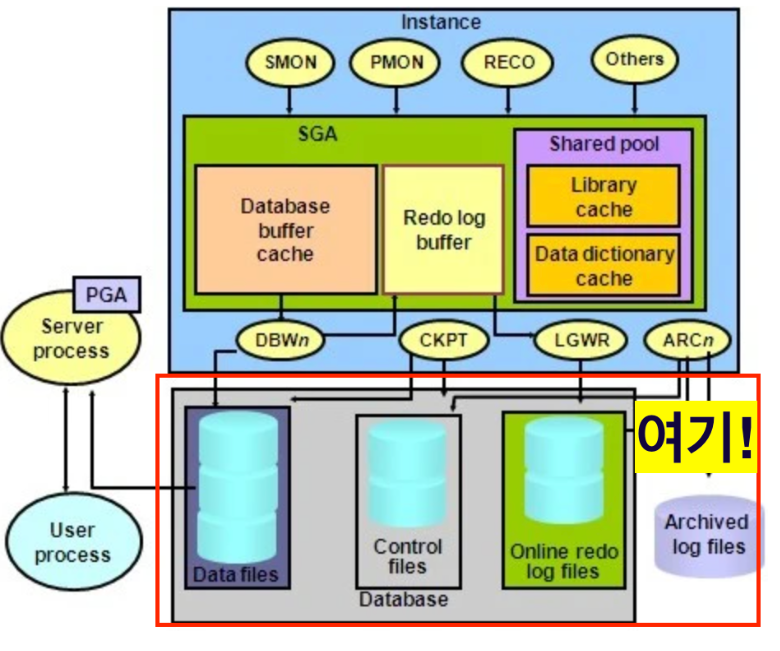 Instance
SMON
PMON
RECO
Others
SGA
Shared pool
Database
buffer
cache
Redo log
buffer
Library
cache
Data dictionary
cache
PGA
Server
process
DBWn
CKPT
LGWR
ARCn
여기!
User
process
Data files
Control
files
Online redo
log files
Archived
log files
Database